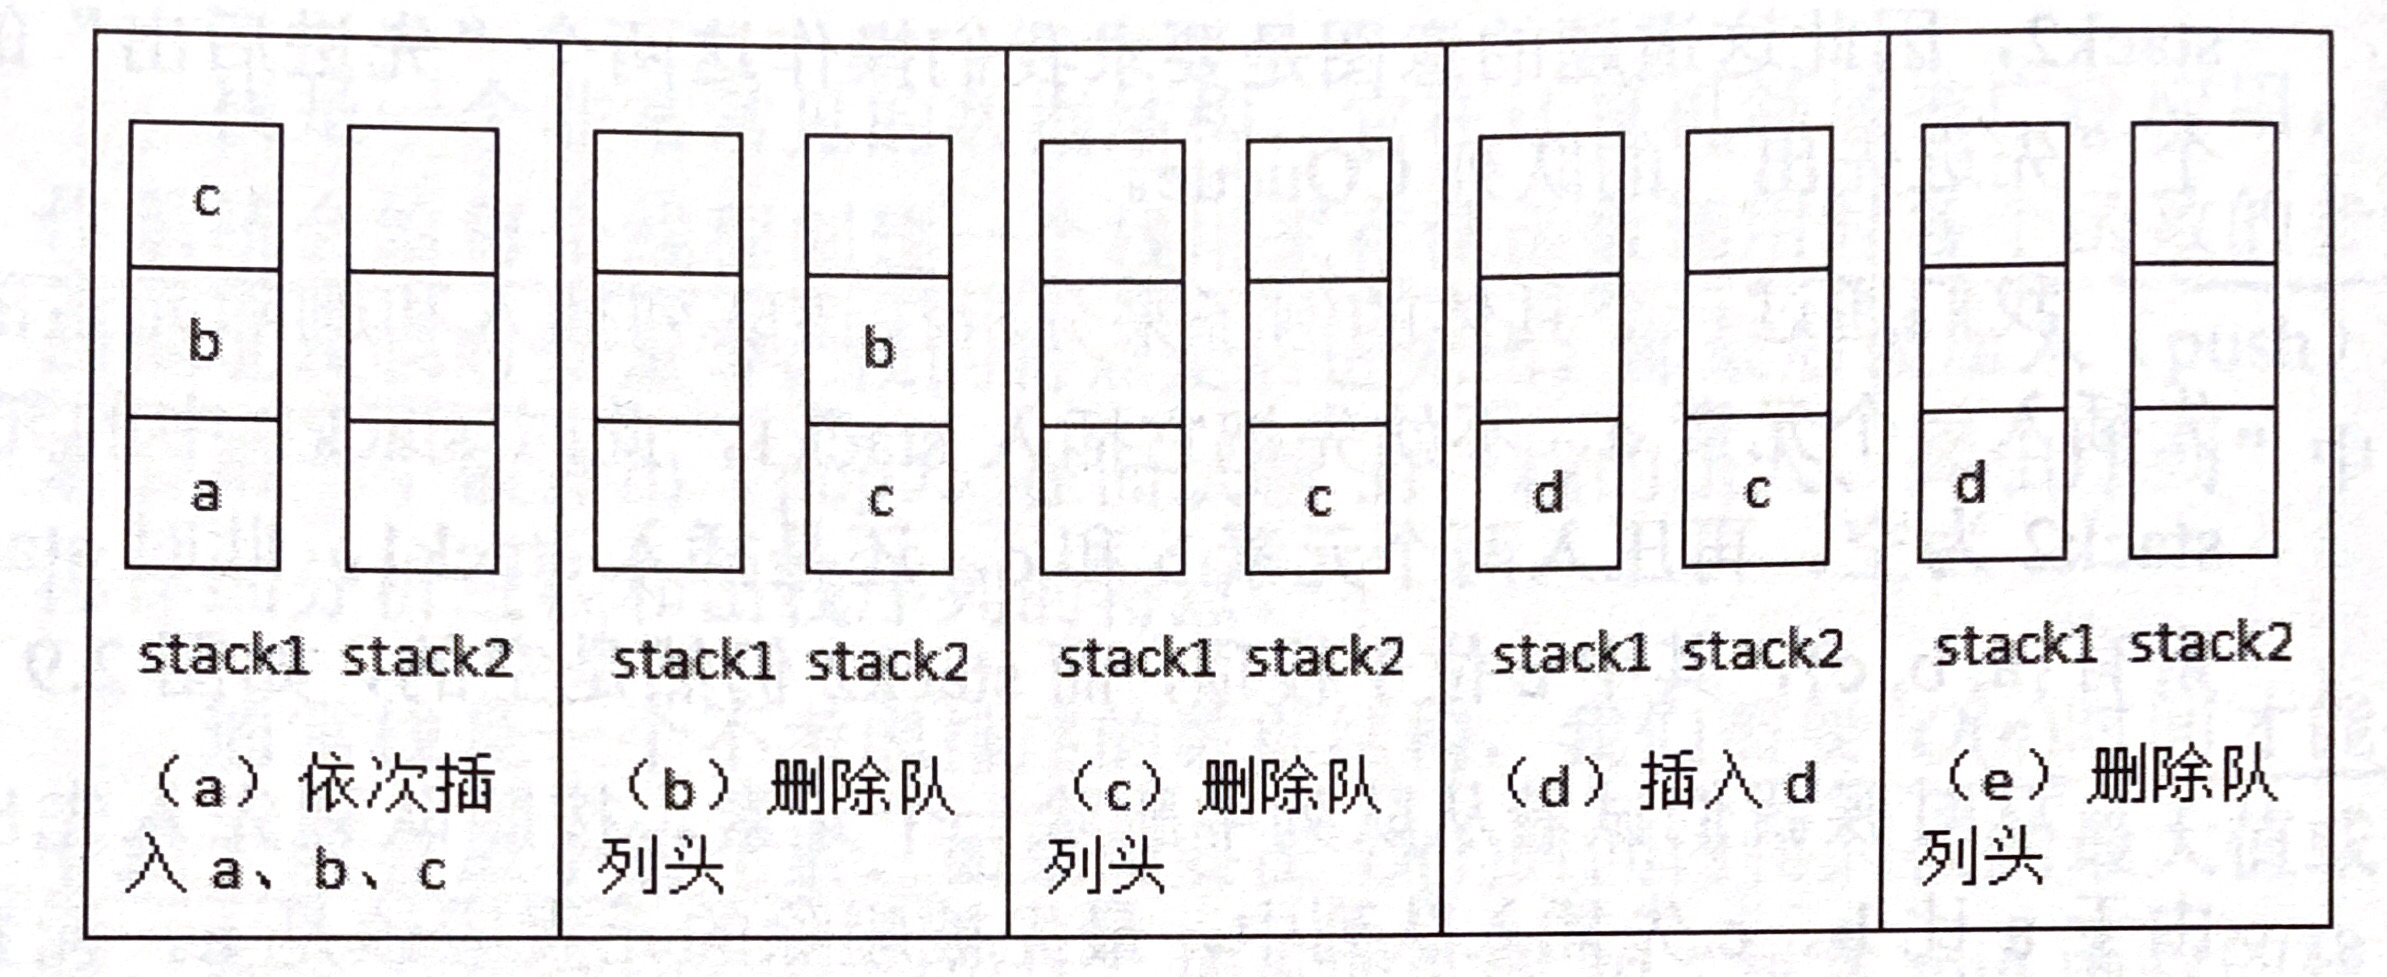 c
b
a
stack1 stack2
（a）依次插
入 a、b、c
b
c
stack1 stack2
（b）删除队
列头
c
stack1 stack2
（c）删除队
列头
d
c
stack1 stack2
（d）插入 d
d
stack1 stack2
（e）删除队
列头